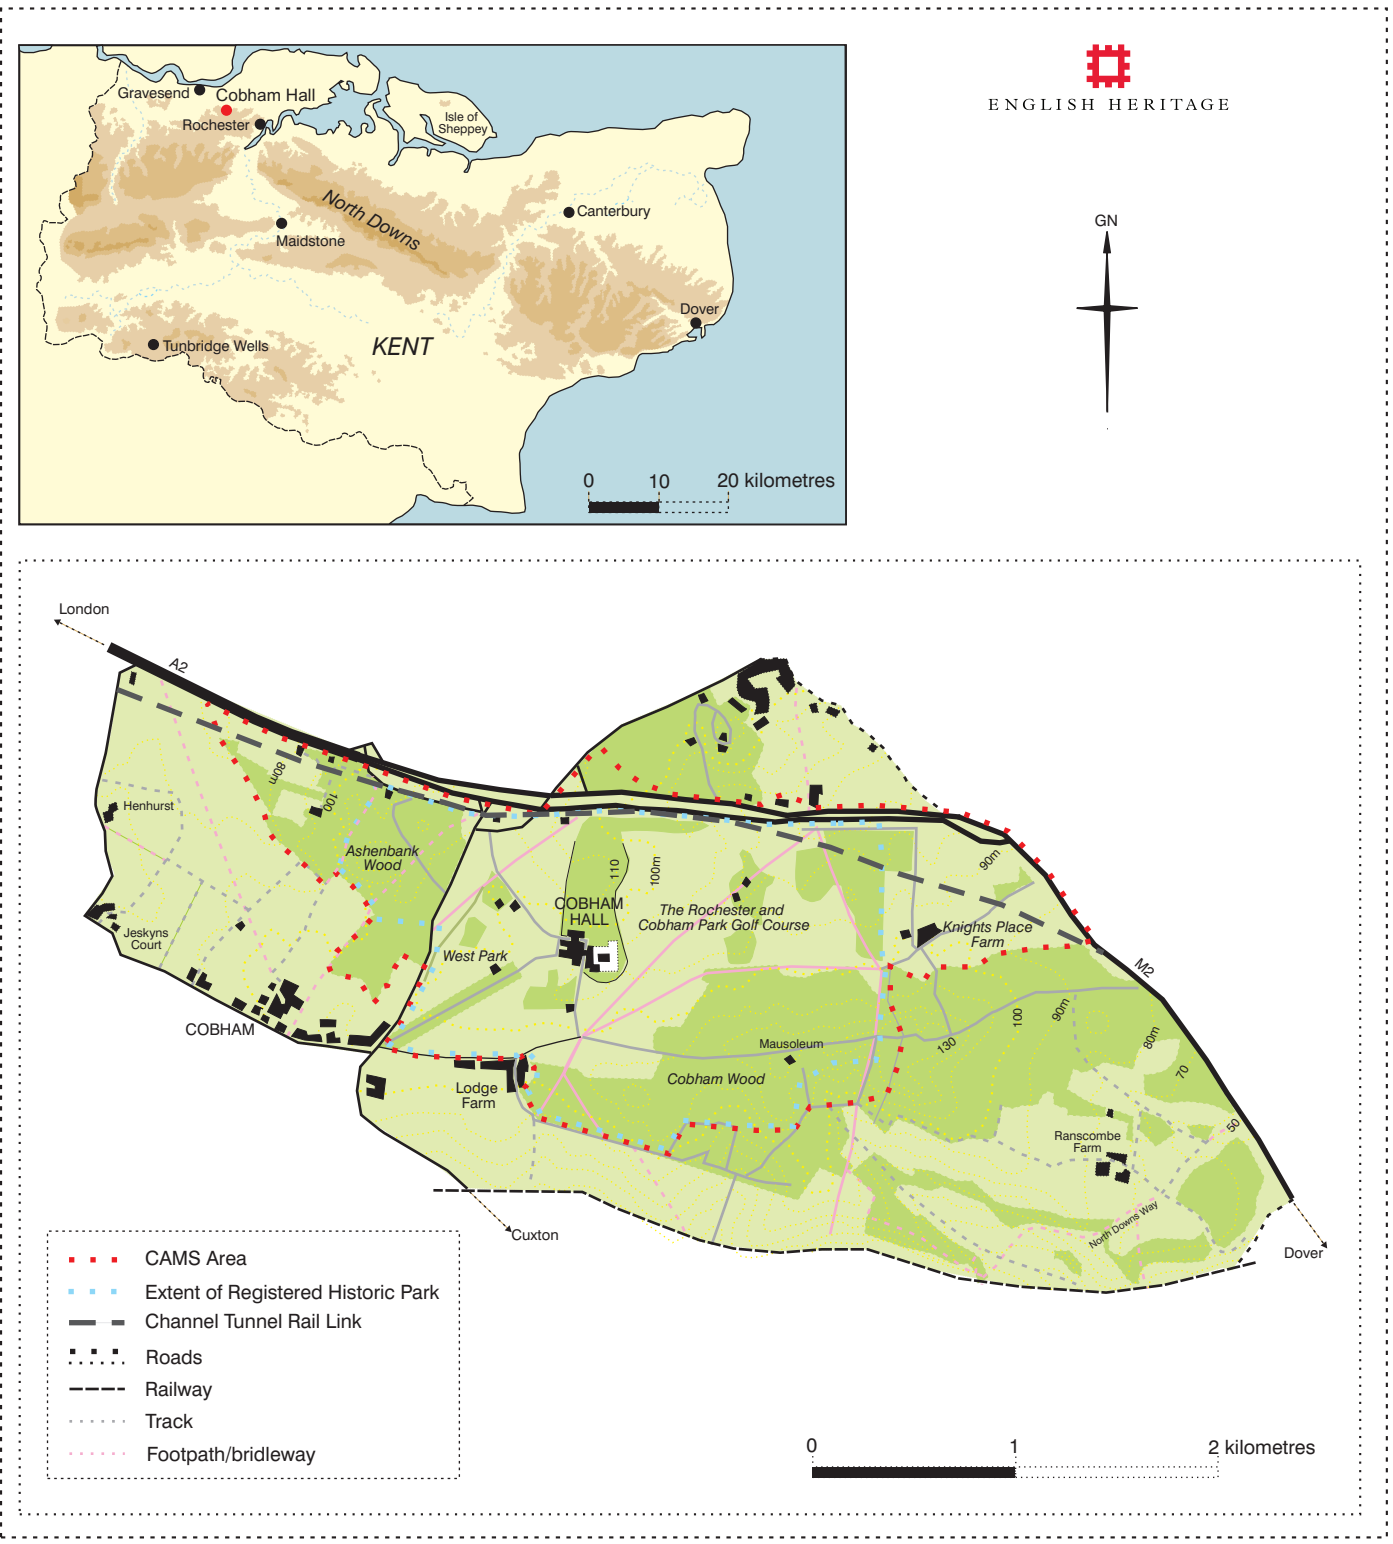 Gravesend
Cobham Hall
Rochester
Isle of
Sheppey
North Downs
Canterbury
Maidstone
Dover
Tunbridge Wells
KENT
0 10 20 kilometres
ENGLISH HERITAGE
GN
London
A2
80m
100
Henhurst
Ashenbank
Wood
Jeskyns
Court
COBHAM
West Park
COBHAM
HALL
110
100m
The Rochester and
Cobham Park Golf Course
90m
Knights Place
Farm
M2
Mausoleum
Cobham Wood
130
100
90m
80m
70
50
Lodge
Farm
Ranscombe
Farm
North Downs Way
Cuxton
Dover
CAMS Area
Extent of Registered Historic Park
Channel Tunnel Rail Link
Roads
Railway
Track
Footpath/bridleway
0 1 2 kilometres